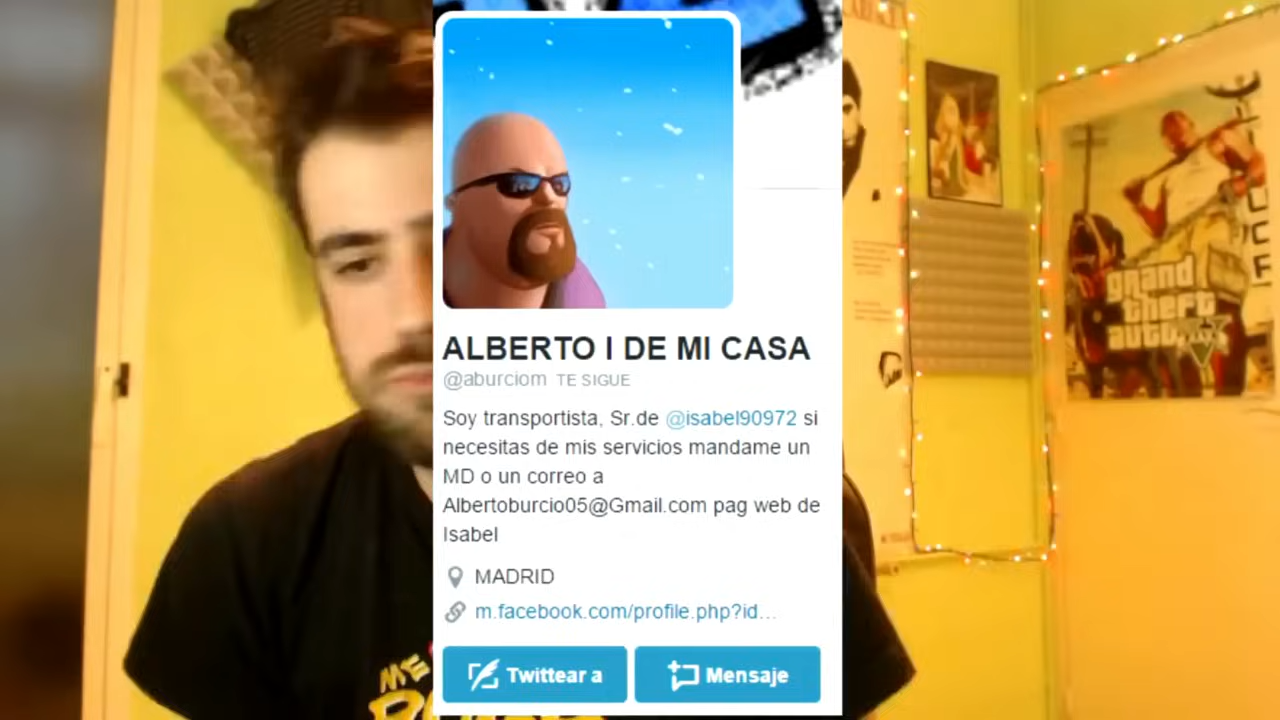 ALBERTO I DE MI CASA
@aburciom TE SIGUE
Soy transportista, Sr.de @isabel90972 si
necesitas de mis servicios mandame un
MD o un correo a
Albertoburcio05@Gmail.com pag web de
Isabel
MADRID
m.facebook.com/profile.php?id...
Twittear a
Mensaje
grand
theft
auto
ME